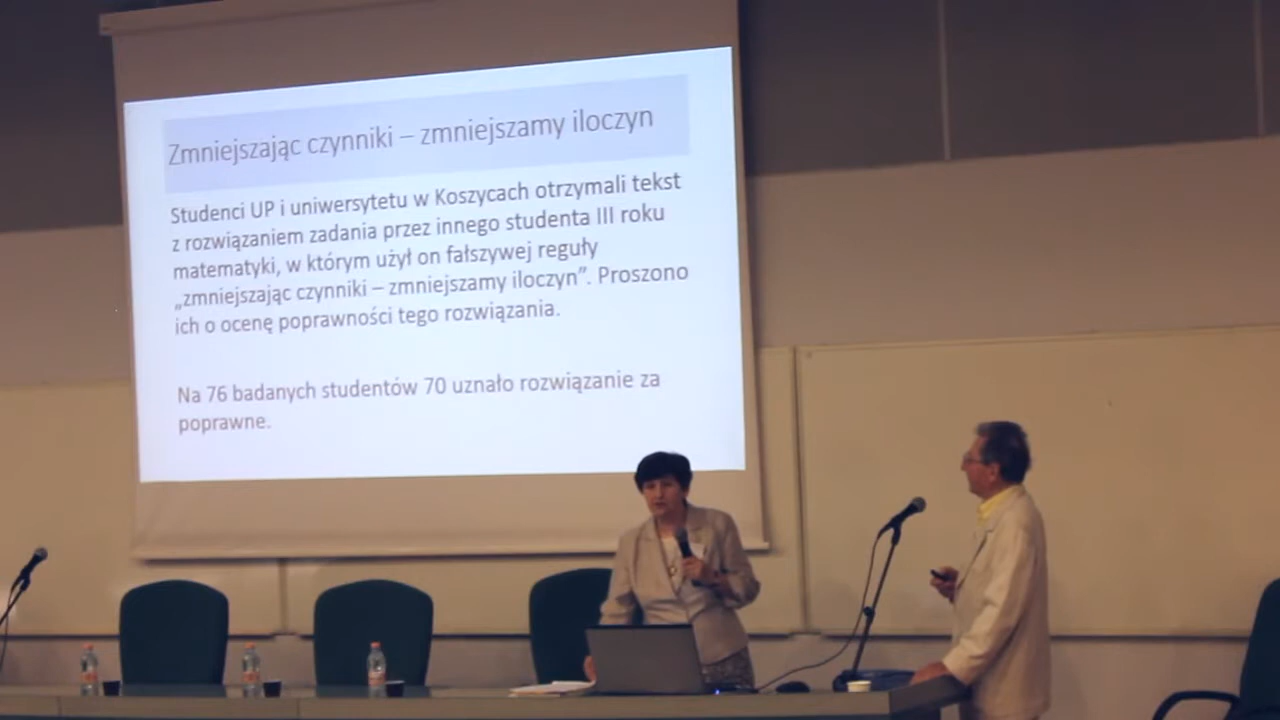 Zmniejszając czynniki – zmniejszamy iloczyn
Studenci UP i uniwersytetu w Koszycach otrzymali tekst
z rozwiązaniem zadania przez innego studenta III roku
matematyki, w którym użył on fałszywej reguły
„zmniejszając czynniki – zmniejszamy iloczyn”. Proszono
ich o ocenę poprawności tego rozwiązania.
Na 76 badanych studentów 70 uznało rozwiązanie za
poprawne.